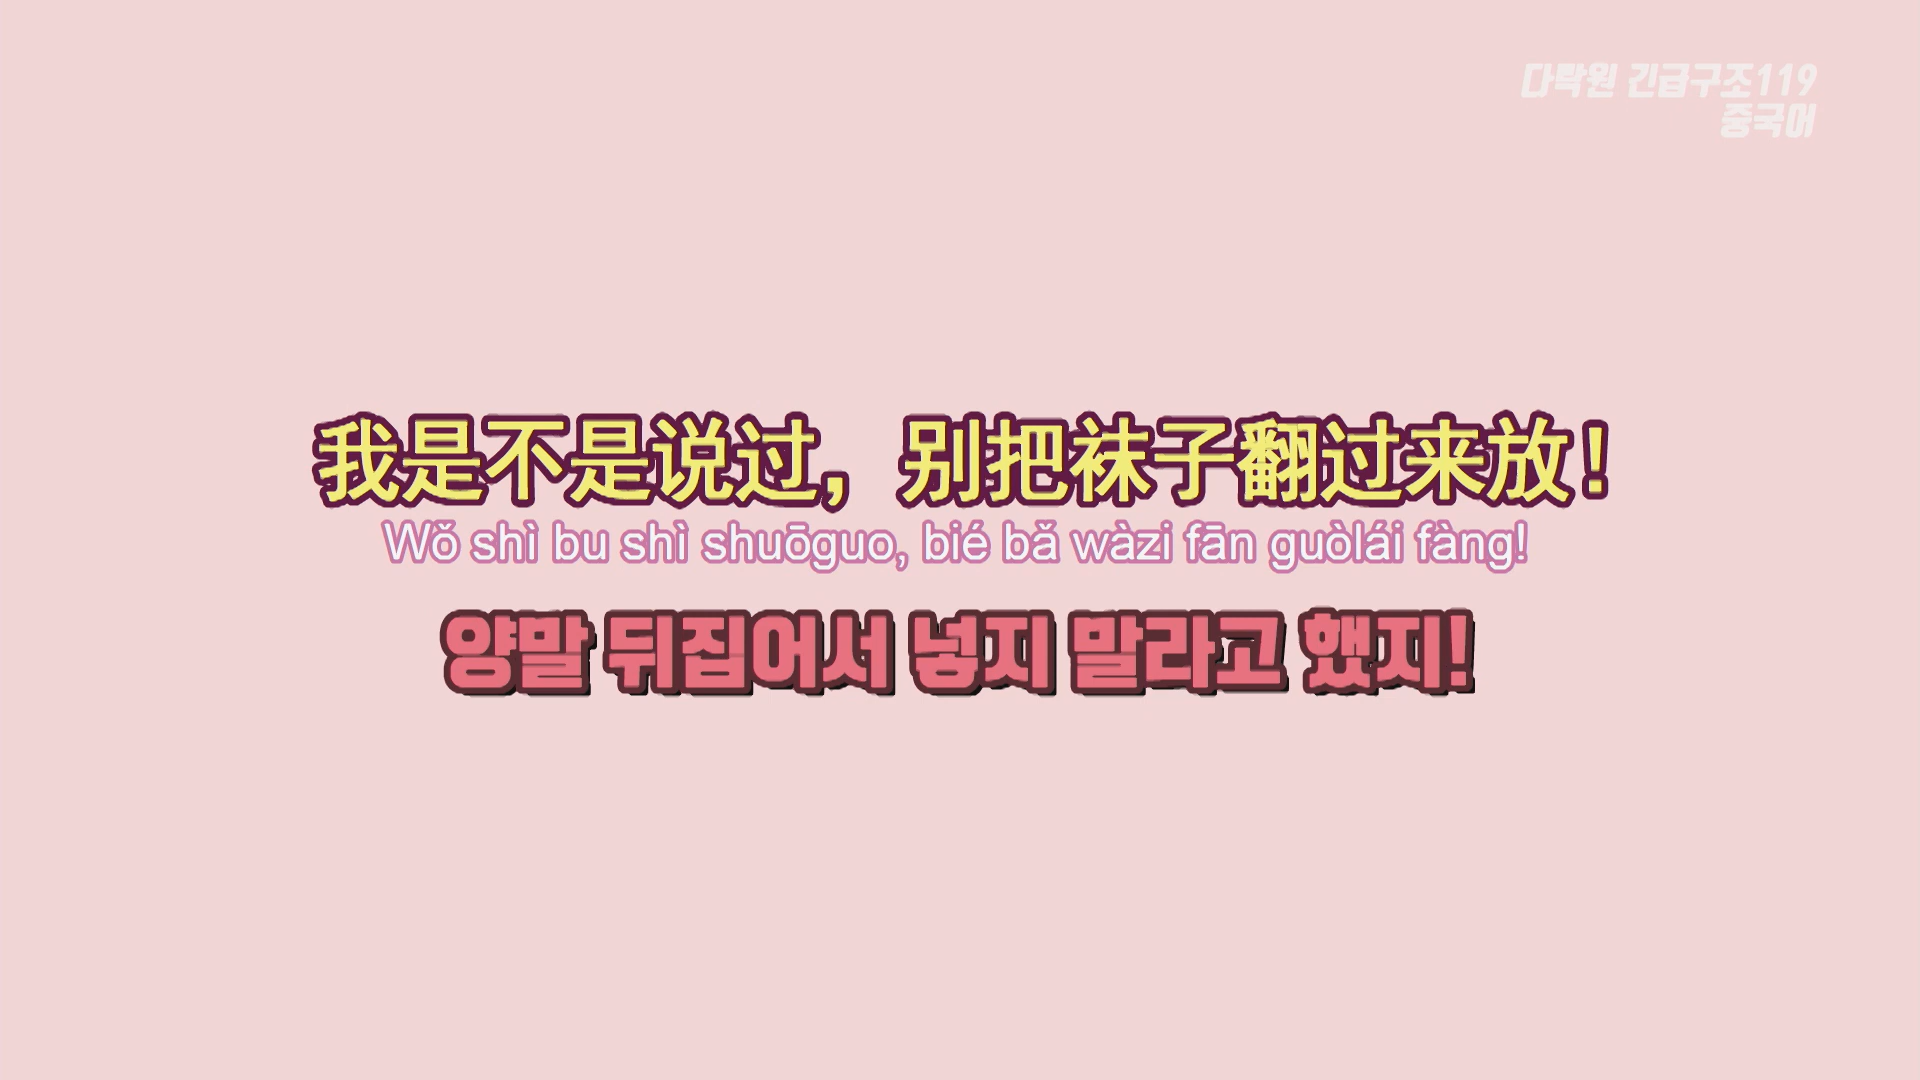 다락원 긴급구조119
중국어
我是不是说过，别把袜子翻过来放！
Wǒ shì bu shì shuōguo, bié bǎ wàzi fān guòlái fàng!
양말 뒤집어서 넣지 말라고 했지!